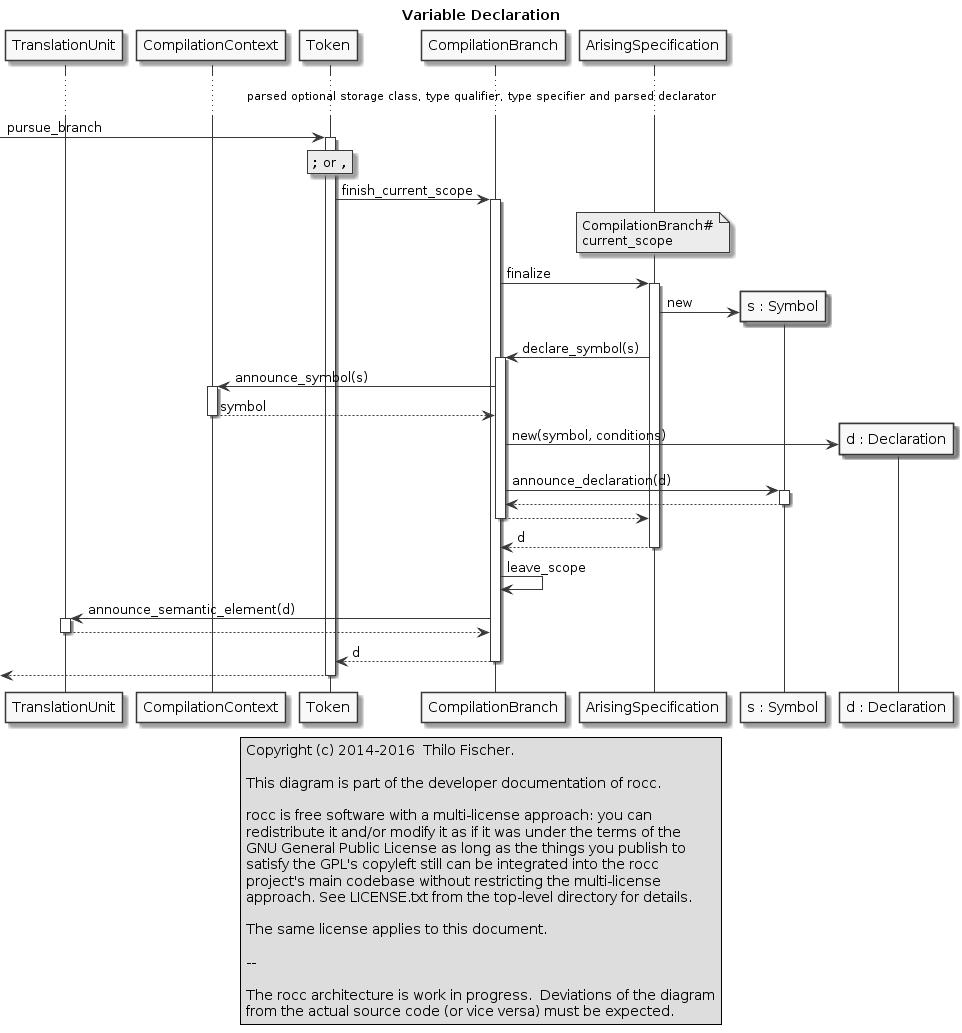 Variable Declaration
TranslationUnit CompilationContext Token CompilationBranch ArisingSpecification
parsed optional storage class, type qualifier, type specifier and parsed declarator
pursue_branch
; or ,
finish_current_scope
CompilationBranch#
current_scope
finalize
new
s : Symbol
declare_symbol(s)
announce_symbol(s)
symbol
new(symbol, conditions)
d : Declaration
announce_declaration(d)
d
leave_scope
announce_semantic_element(d)
d
TranslationUnit CompilationContext Token CompilationBranch ArisingSpecification s : Symbol d : Declaration
Copyright (c) 2014-2016  Thilo Fischer.
This diagram is part of the developer documentation of rocc.
rocc is free software with a multi-license approach: you can
redistribute it and/or modify it as if it was under the terms of the
GNU General Public License as long as the things you publish to
satisfy the GPL's copyleft still can be integrated into the rocc
project's main codebase without restricting the multi-license
approach. See LICENSE.txt from the top-level directory for details.
The same license applies to this document.
--
The rocc architecture is work in progress.  Deviations of the diagram
from the actual source code (or vice versa) must be expected.